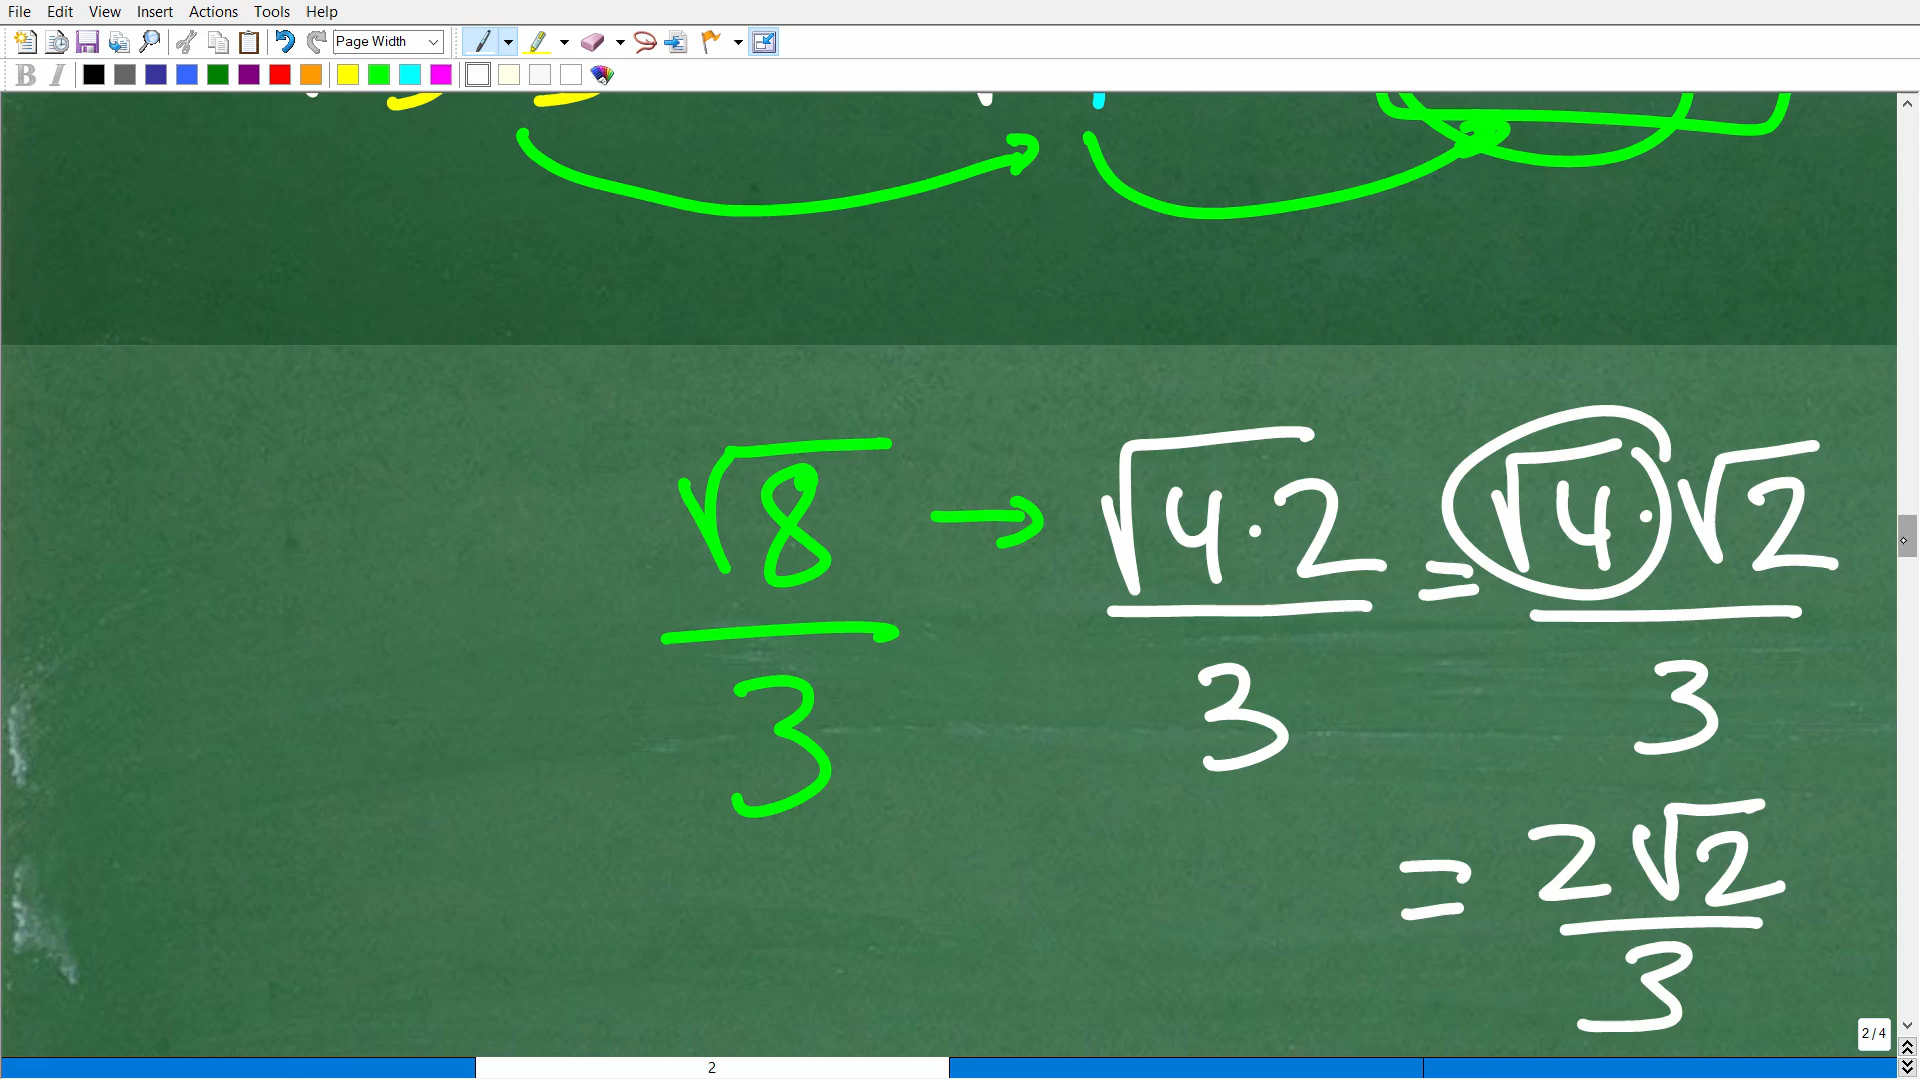 File Edit View Insert Actions Tools Help
Page Width
B I
√8 → √4·2 = √4·√2
3 3 3
= 2√2
3
2 / 4
2